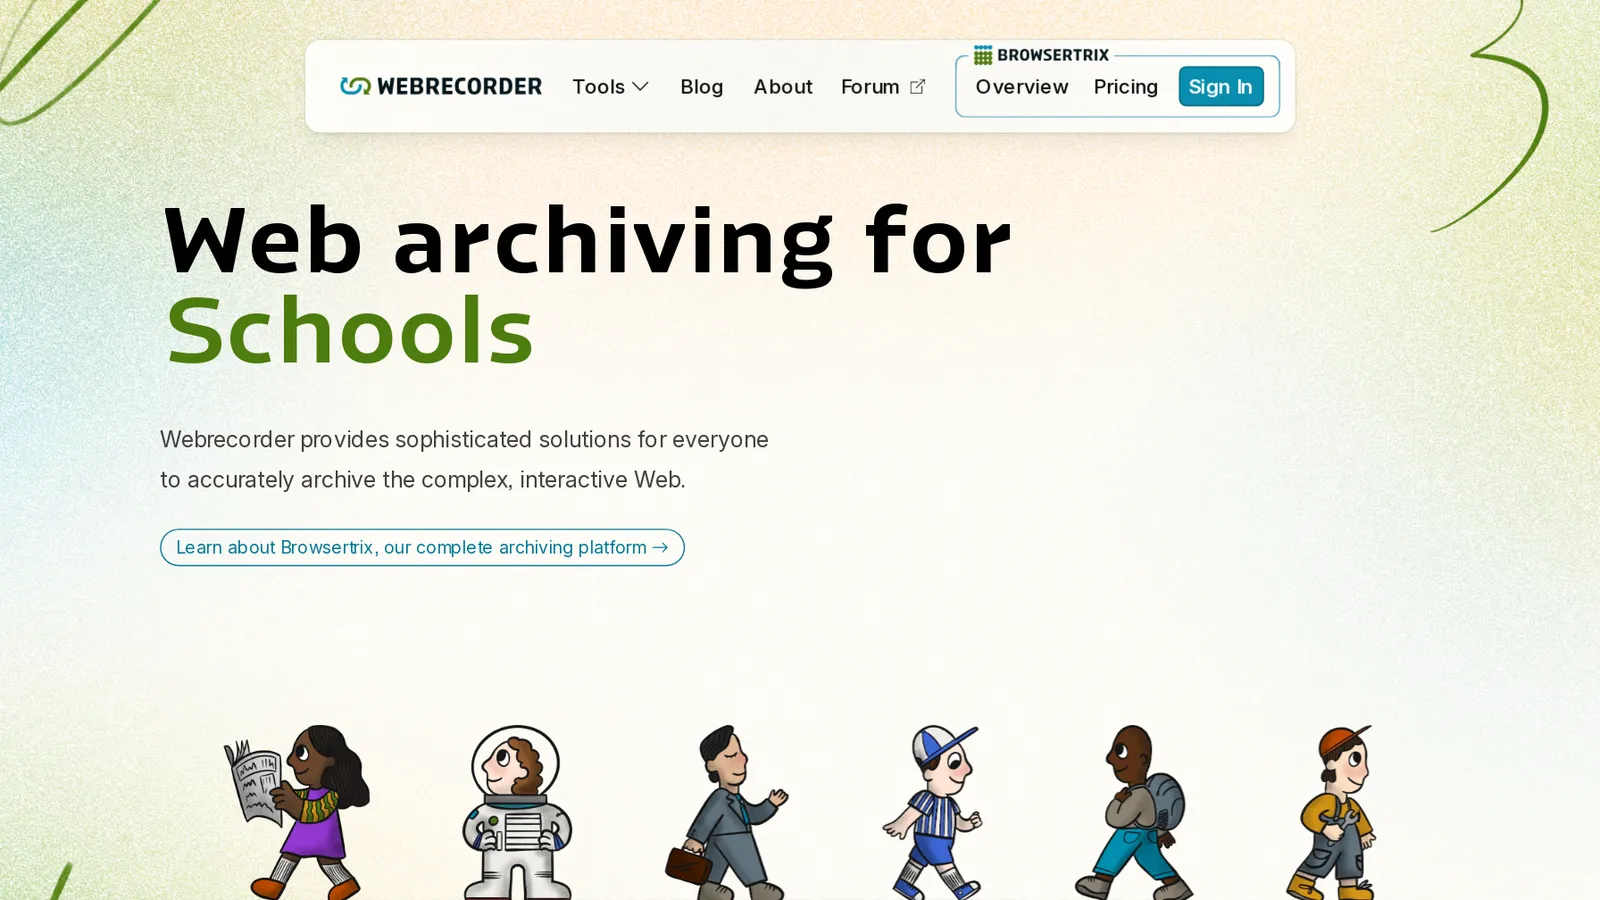 WEBRECORDER
Tools
Blog
About
Forum
BROWSERTRIX
Overview
Pricing
Sign In
Web archiving for
Schools
Webrecorder provides sophisticated solutions for everyone
to accurately archive the complex, interactive Web.
Learn about Browsertrix, our complete archiving platform →